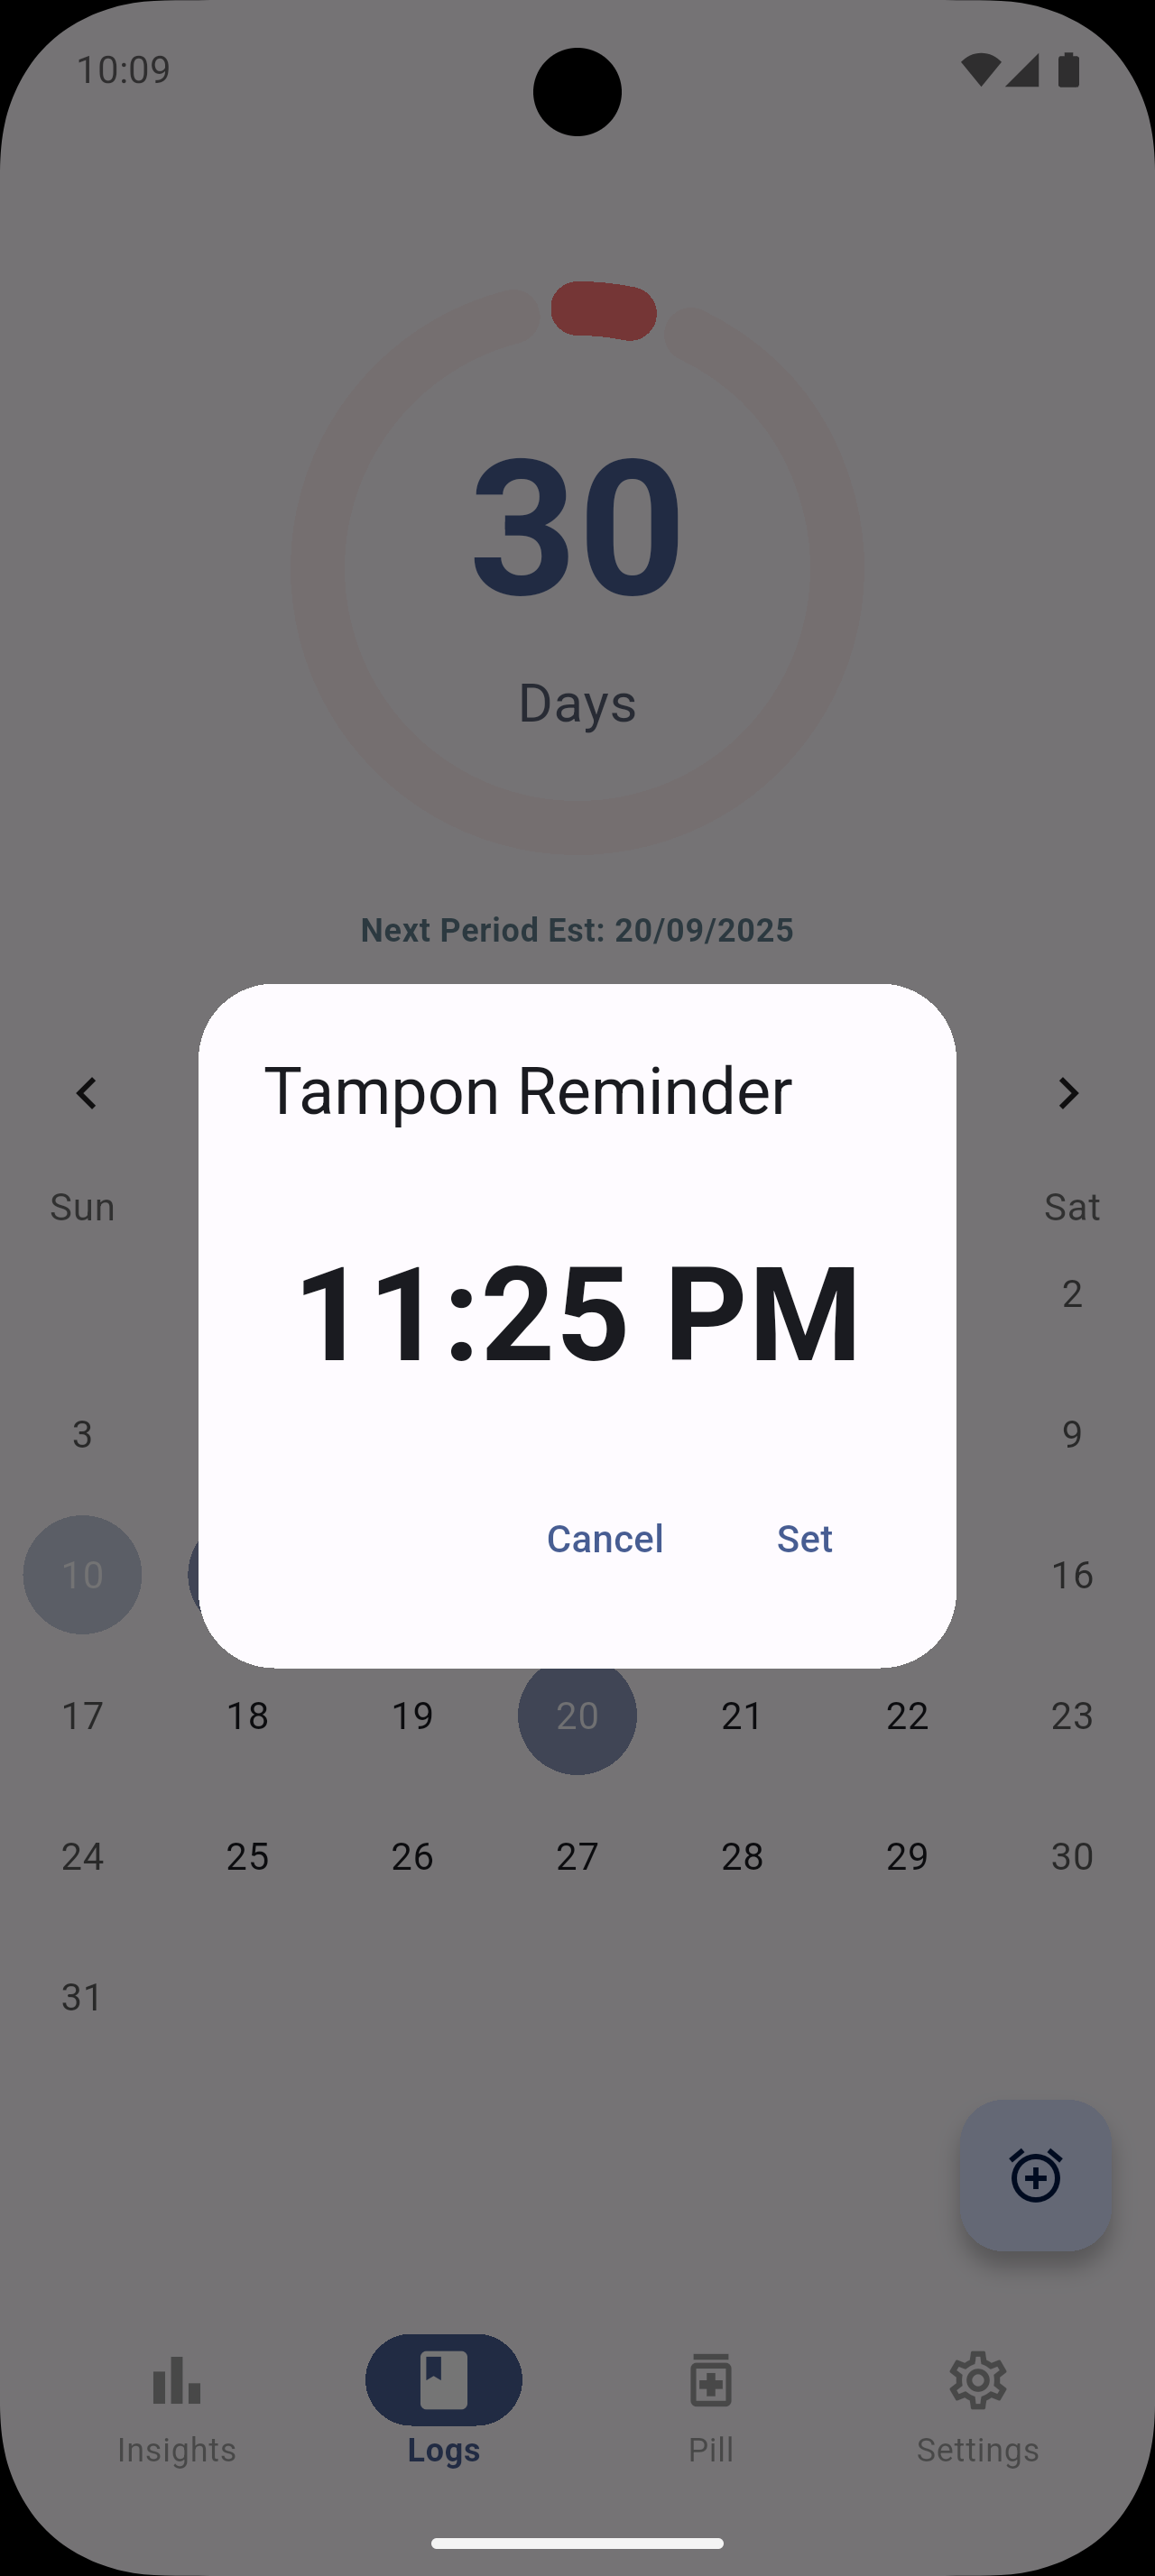 10:09
30
Days
Next Period Est: 20/09/2025
Tampon Reminder
Sun Sat
11:25 PM
2
3 9
Cancel Set
10 16
17 18 19 20 21 22 23
24 25 26 27 28 29 30
31
Insights Logs Pill Settings